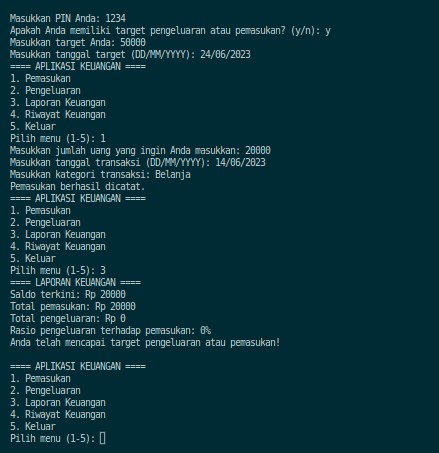 Masukkan PIN Anda: 1234
Apakah Anda memiliki target pengeluaran atau pemasukan? (y/n): y
Masukkan target Anda: 50000
Masukkan tanggal target (DD/MM/YYYY): 24/06/2023
==== APLIKASI KEUANGAN ====
1. Pemasukan
2. Pengeluaran
3. Laporan Keuangan
4. Riwayat Keuangan
5. Keluar
Pilih menu (1-5): 1
Masukkan jumlah uang yang ingin Anda masukkan: 20000
Masukkan tanggal transaksi (DD/MM/YYYY): 14/06/2023
Masukkan kategori transaksi: Belanja
Pemasukan berhasil dicatat.
==== APLIKASI KEUANGAN ====
1. Pemasukan
2. Pengeluaran
3. Laporan Keuangan
4. Riwayat Keuangan
5. Keluar
Pilih menu (1-5): 3
==== LAPORAN KEUANGAN ====
Saldo terkini: Rp 20000
Total pemasukan: Rp 20000
Total pengeluaran: Rp 0
Rasio pengeluaran terhadap pemasukan: 0%
Anda telah mencapai target pengeluaran atau pemasukan!
==== APLIKASI KEUANGAN ====
1. Pemasukan
2. Pengeluaran
3. Laporan Keuangan
4. Riwayat Keuangan
5. Keluar
Pilih menu (1-5):